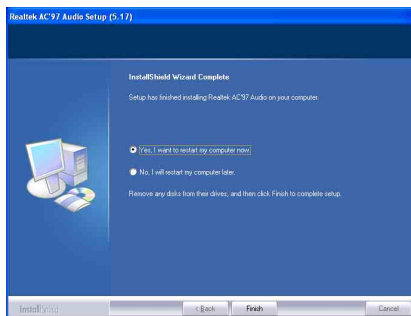 Realtek AC'97 Audio Setup (5.17)
InstallShield Wizard Complete
Setup has finished installing Realtek AC'97 Audio on your computer.
Yes, I want to restart my computer now.
No, I will restart my computer later.
Remove any disks from their drives, and then click Finish to complete setup.
InstallShield
< Back
Finish
Cancel